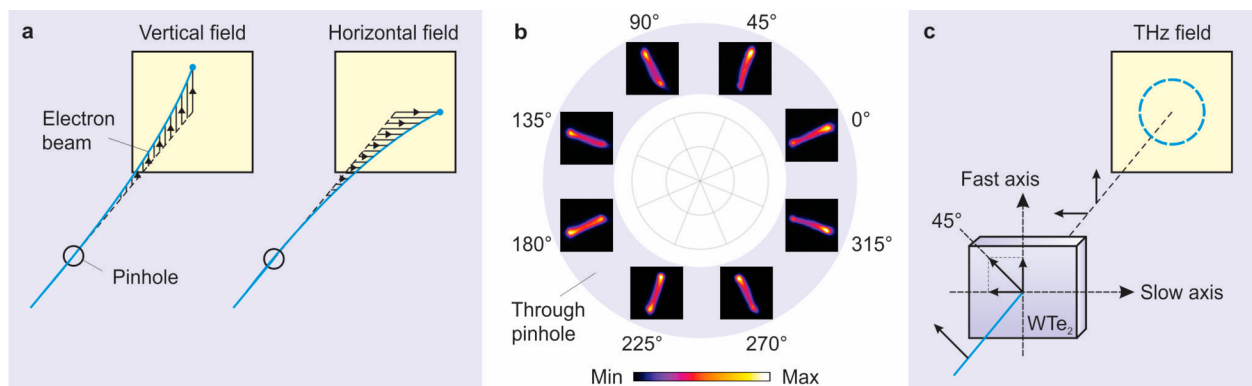 a
Vertical field
Horizontal field
Electron
beam
Pinhole
b
90°
45°
135°
0°
180°
315°
225°
270°
Through
pinhole
Min
Max
c
THz field
Fast axis
45°
Slow axis
WTe₂